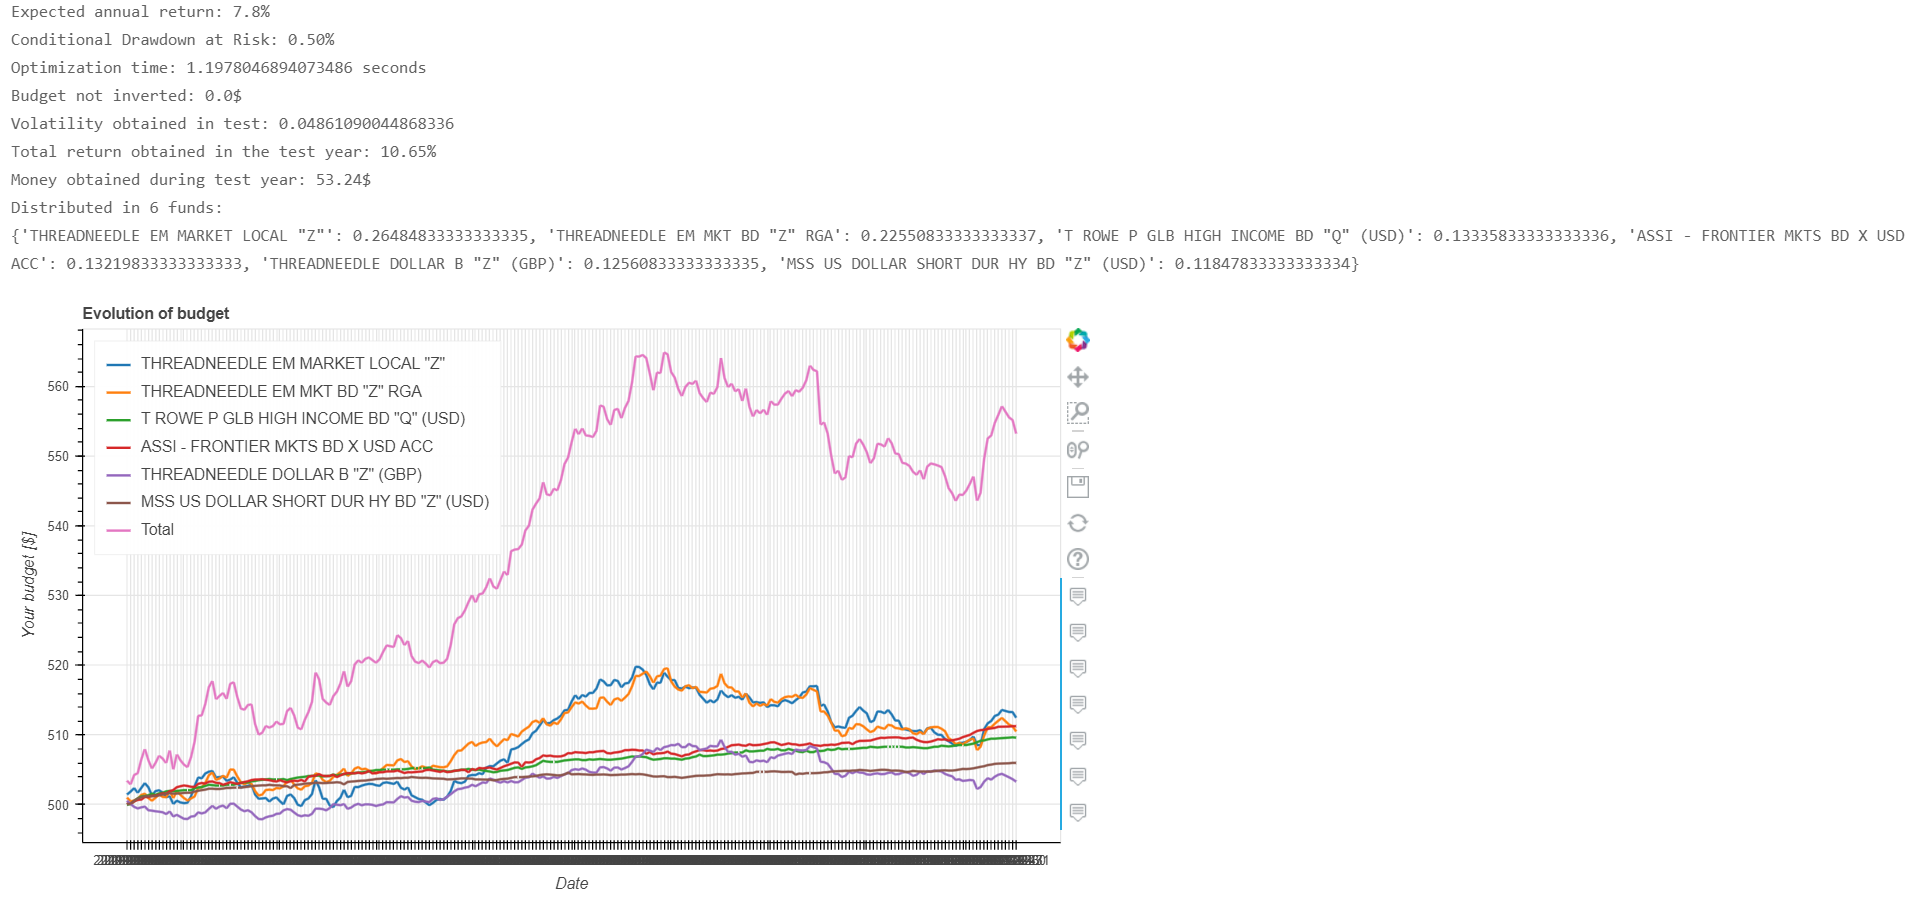 Expected annual return: 7.8%
Conditional Drawdown at Risk: 0.50%
Optimization time: 1.1978046894073486 seconds
Budget not inverted: 0.0$
Volatility obtained in test: 0.04861090044868336
Total return obtained in the test year: 10.65%
Money obtained during test year: 53.24$
Distributed in 6 funds:
{'THREADNEEDLE EM MARKET LOCAL "Z"': 0.26484833333333335, 'THREADNEEDLE EM MKT BD "Z" RGA': 0.22550833333333337, 'T ROWE P GLB HIGH INCOME BD "Q" (USD)': 0.13335833333333336, 'ASSI - FRONTIER MKTS BD X USD
ACC': 0.13219833333333333, 'THREADNEEDLE DOLLAR B "Z" (GBP)': 0.12560833333333335, 'MSS US DOLLAR SHORT DUR HY BD "Z" (USD)': 0.11847833333333334}
Evolution of budget
THREADNEEDLE EM MARKET LOCAL "Z"
THREADNEEDLE EM MKT BD "Z" RGA
T ROWE P GLB HIGH INCOME BD "Q" (USD)
ASSI - FRONTIER MKTS BD X USD ACC
THREADNEEDLE DOLLAR B "Z" (GBP)
MSS US DOLLAR SHORT DUR HY BD "Z" (USD)
Total
560
550
540
530
520
510
500
Your budget [$]
Date